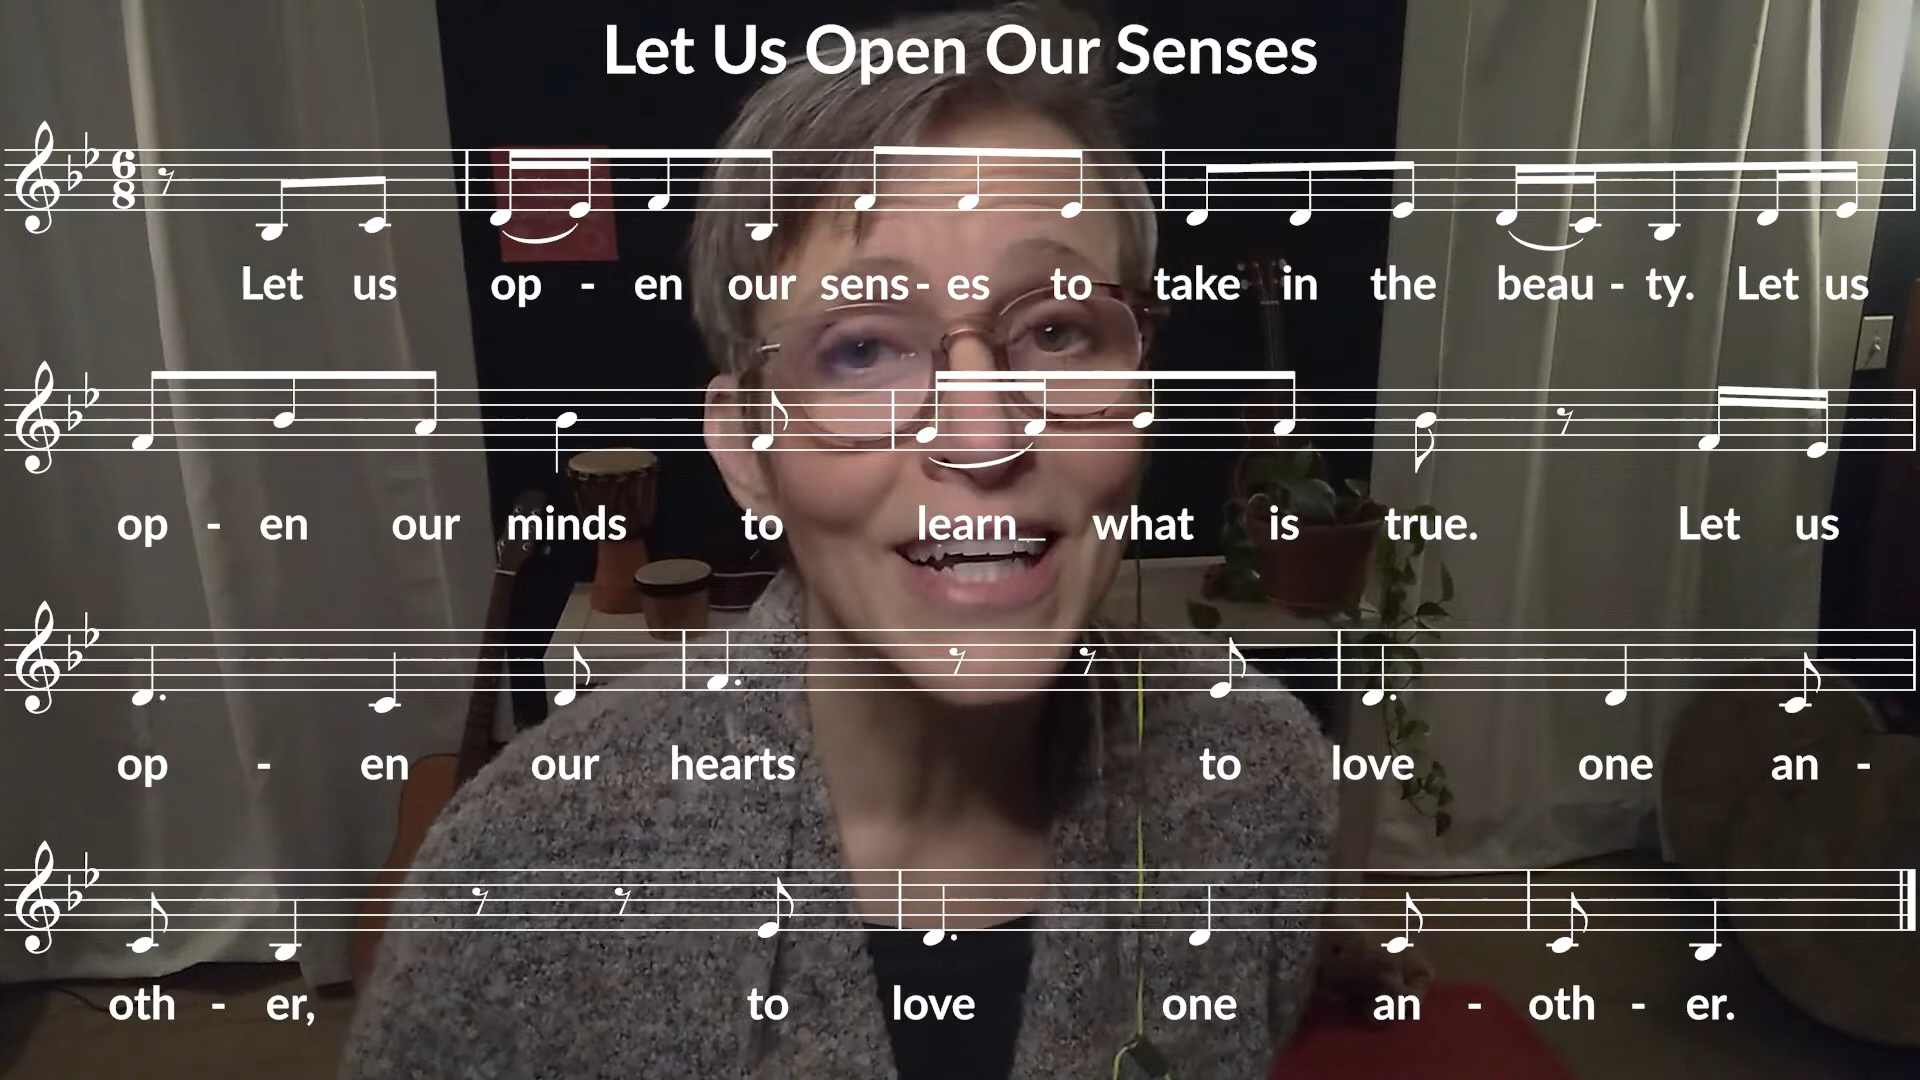 Let Us Open Our Senses
6
8
Let us op - en our sens - es to take in the beau - ty. Let us
op - en our minds to learn_ what is true. Let us
op - en our hearts to love one an -
oth - er, to love one an - oth - er.